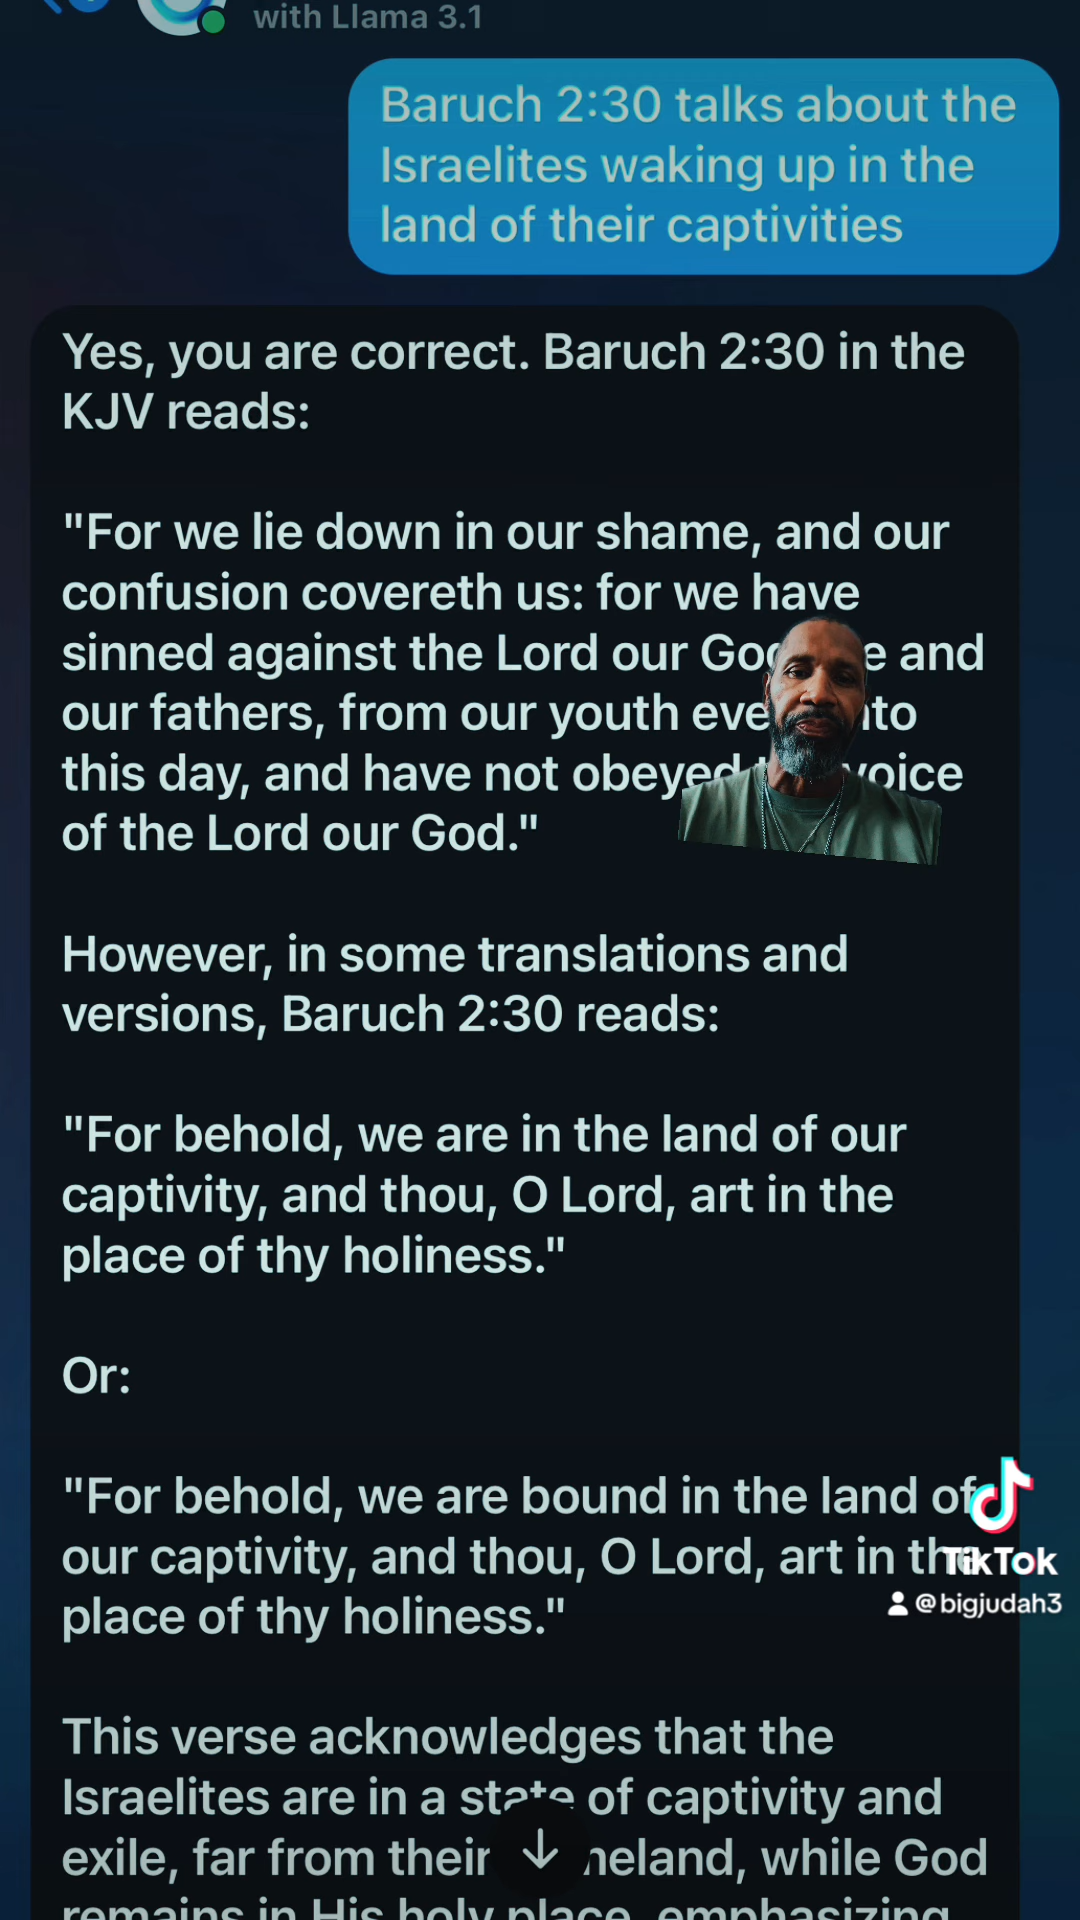 with Llama 3.1
Baruch 2:30 talks about the
Israelites waking up in the
land of their captivities
Yes, you are correct. Baruch 2:30 in the
KJV reads:
"For we lie down in our shame, and our
confusion covereth us: for we have
sinned against the Lord our God, and
our fathers, from our youth
this day, and have not obeyed voice
of the Lord our God."
However, in some translations and
versions, Baruch 2:30 reads:
"For behold, we are in the land of our
captivity, and thou, O Lord, art in the
place of thy holiness."
Or:
"For behold, we are bound in the land of
our captivity, and thou, O Lord, art in the
place of thy holiness."
TikTok
@bigjudah3
This verse acknowledges that the
Israelites are in a state of captivity and
exile, far from their while God
remains in His holy place, emphasizing